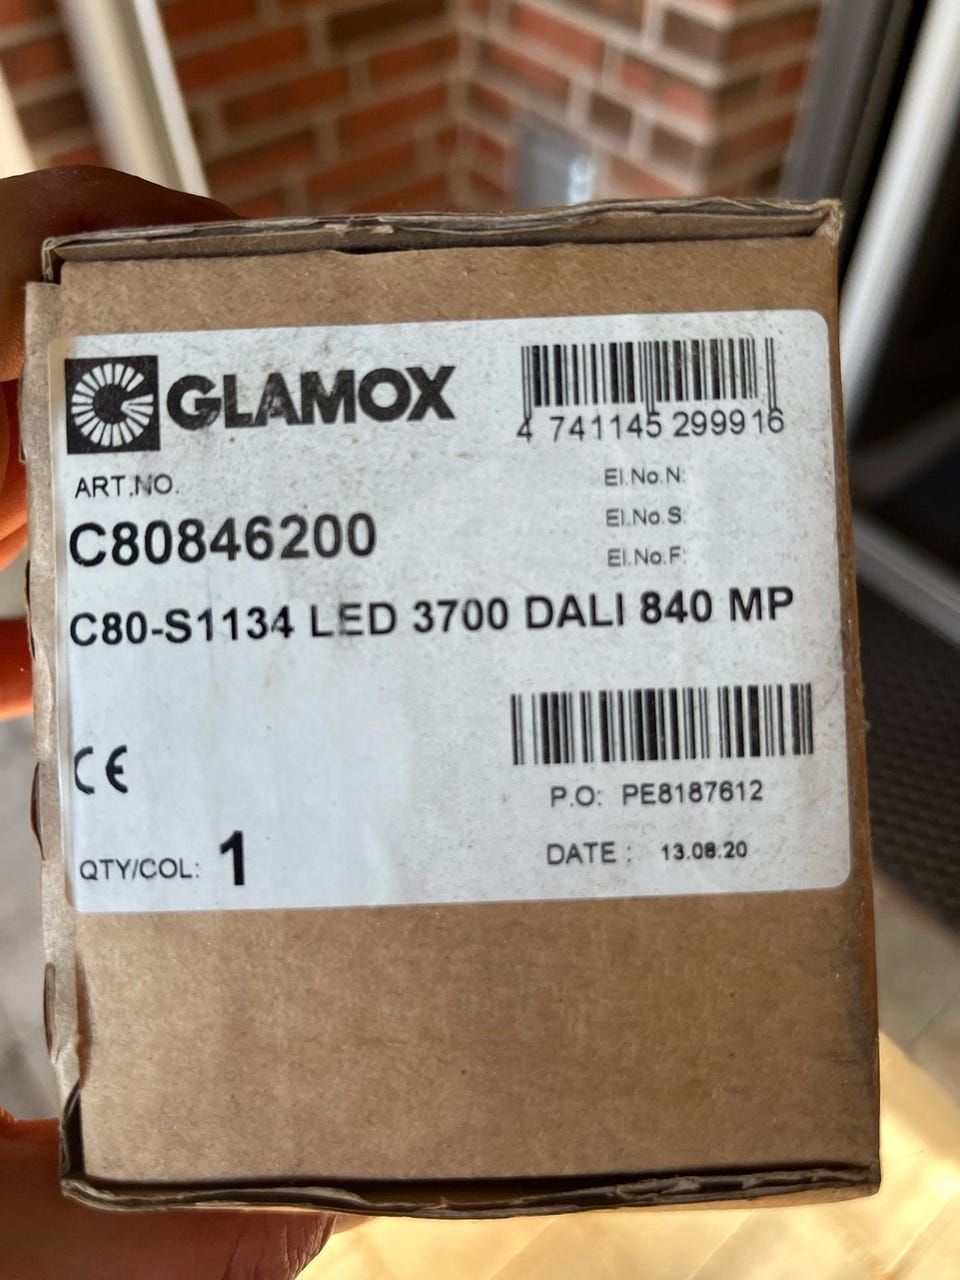 GLAMOX
4 741145 299916
ART.NO.
C80846200
El.No.N:
El.No.S:
El.No.F:
C80-S1134 LED 3700 DALI 840 MP
CE
P.O: PE8187612
QTY/COL: 1
DATE : 13.08.20